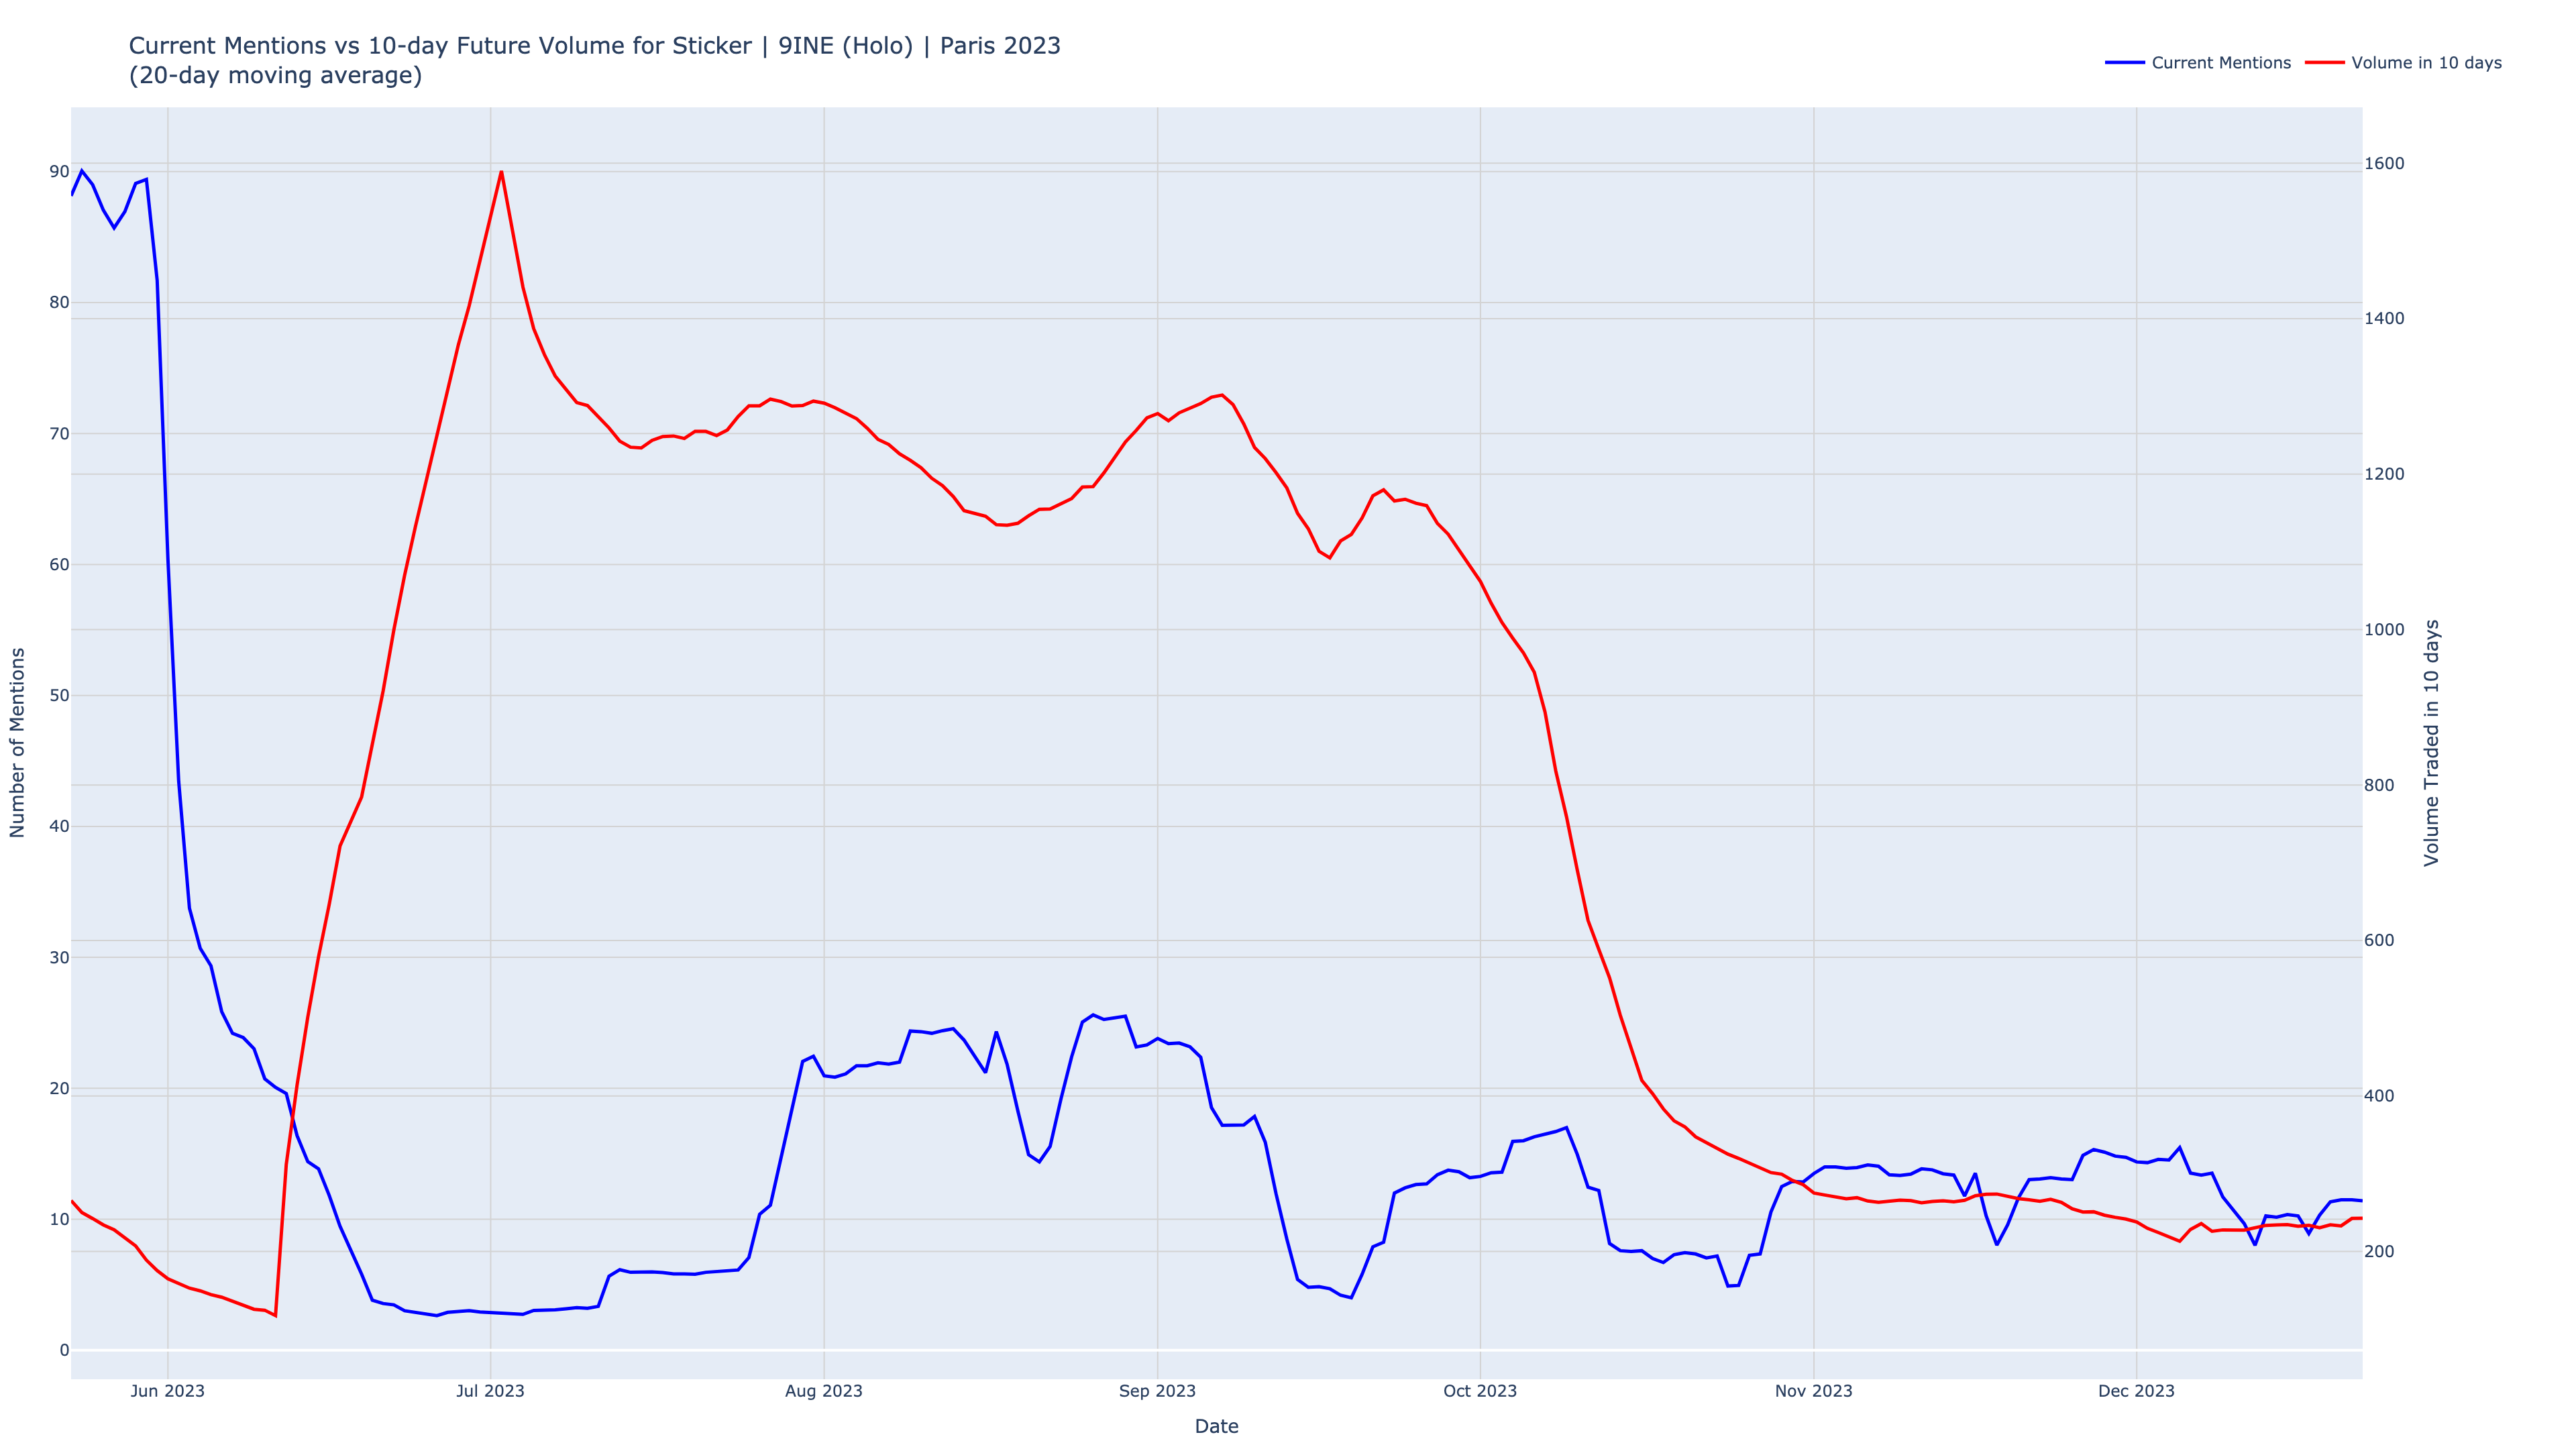 Current Mentions vs 10-day Future Volume for Sticker | 9INE (Holo) | Paris 2023
(20-day moving average)
Current Mentions
Volume in 10 days
90
80
70
60
50
40
30
20
10
0
Number of Mentions
1600
1400
1200
1000
800
600
400
200
Volume Traded in 10 days
Jun 2023
Jul 2023
Aug 2023
Sep 2023
Oct 2023
Nov 2023
Dec 2023
Date